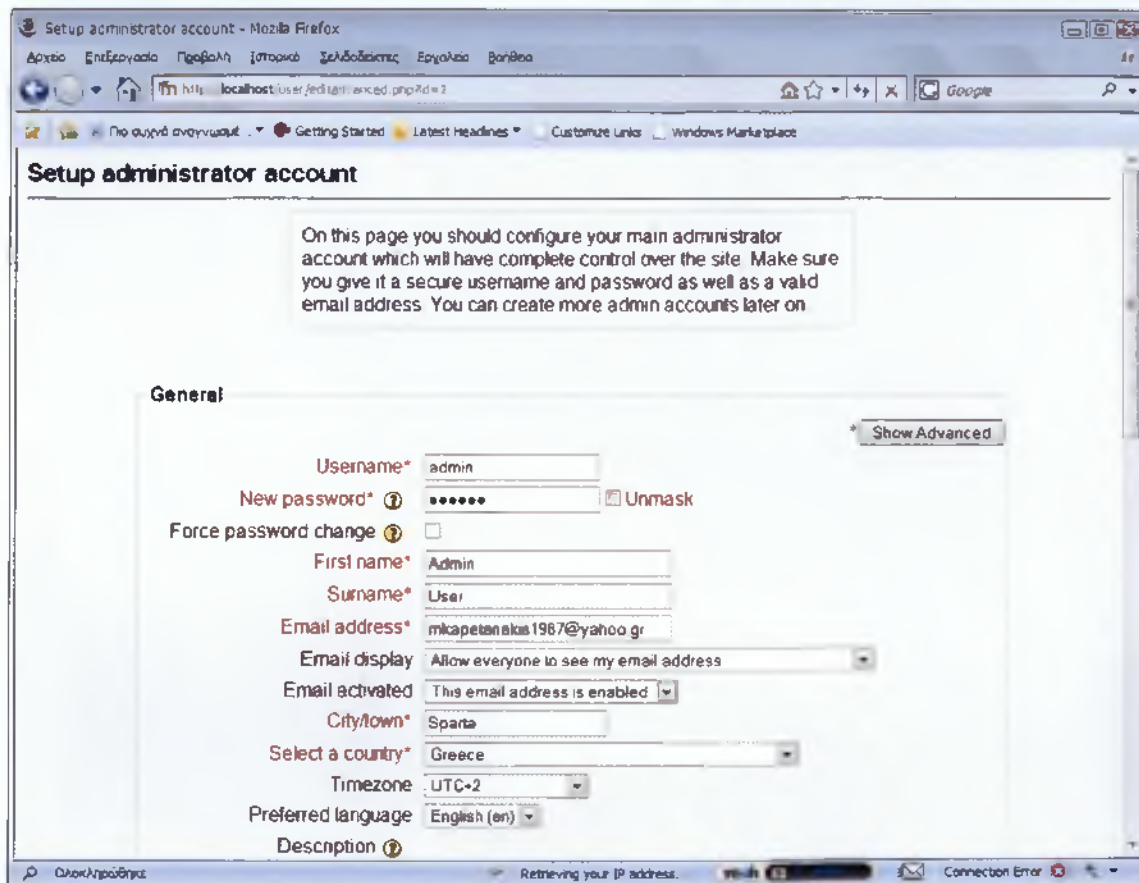 Setup administrator account - Mozilla Firefox
Αρχείο Επεξεργασία Προβολή Ιστορικό Σελιδοδείκτες Εργαλεία Βοήθεια
localhost
Google
Πιο συχνά Getting Started Latest Headlines Customize Links Windows Marketplace
Setup administrator account
On this page you should configure your main administrator
account which will have complete control over the site. Make sure
you give it a secure username and password as well as a valid
email address. You can create more admin accounts later on
General
* Show Advanced
Username* admin
New password* •••••• Unmask
Force password change
First name* Admin
Surname* User
Email address*
Email display Allow everyone to see my email address
Email activated This email address is enabled
City/town* Sparta
Select a country* Greece
Timezone UTC+2
Preferred language English (en)
Description
Ολοκληρώθηκε Retrieving your IP address. Connection Error